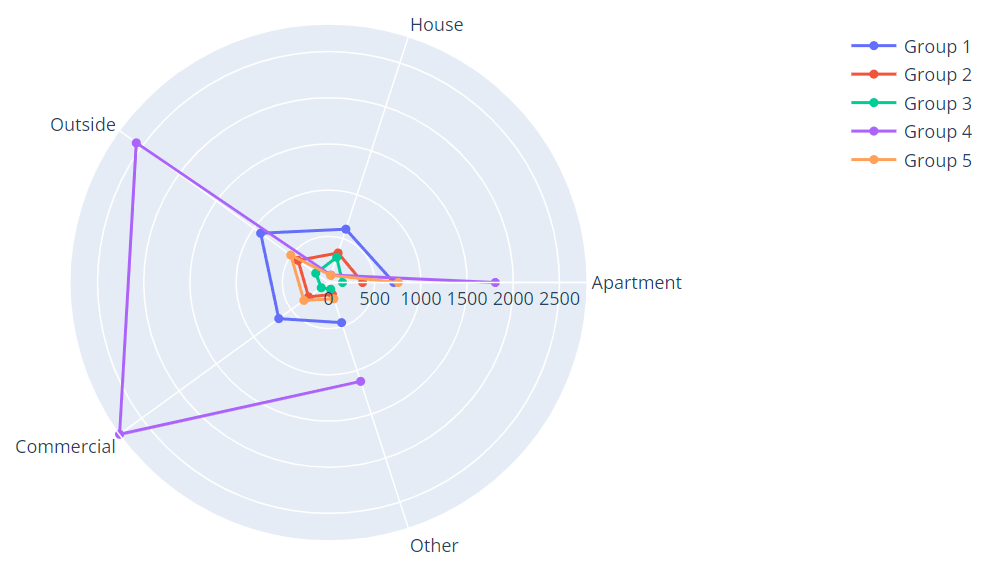 House
Group 1
Group 2
Group 3
Group 4
Group 5
Outside
Apartment
0 500 1000 1500 2000 2500
Commercial
Other